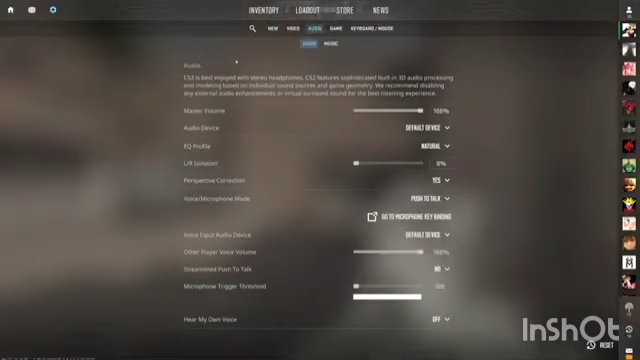 INVENTORY LOADOUT STORE NEWS
NEW VIDEO AUDIO GAME KEYBOARD / MOUSE
AUDIO MUSIC
Audio
CS2 is best enjoyed with stereo headphones. CS2 features sophisticated built-in 3D audio processing
and modeling based on individual sound sources and game geometry. We recommend disabling
any external audio enhancements or virtual surround sound for the best listening experience.
Master Volume 100%
Audio Device DEFAULT DEVICE
EQ Profile NATURAL
L/R Isolation 0%
Perspective Correction YES
Voice/Microphone Mode PUSH TO TALK
GO TO MICROPHONE KEY BINDING
Voice Input Audio Device DEFAULT DEVICE
Other Player Voice Volume 100%
Streamlined Push To Talk NO
Microphone Trigger Threshold
Hear My Own Voice OFF
RESET
InShOt